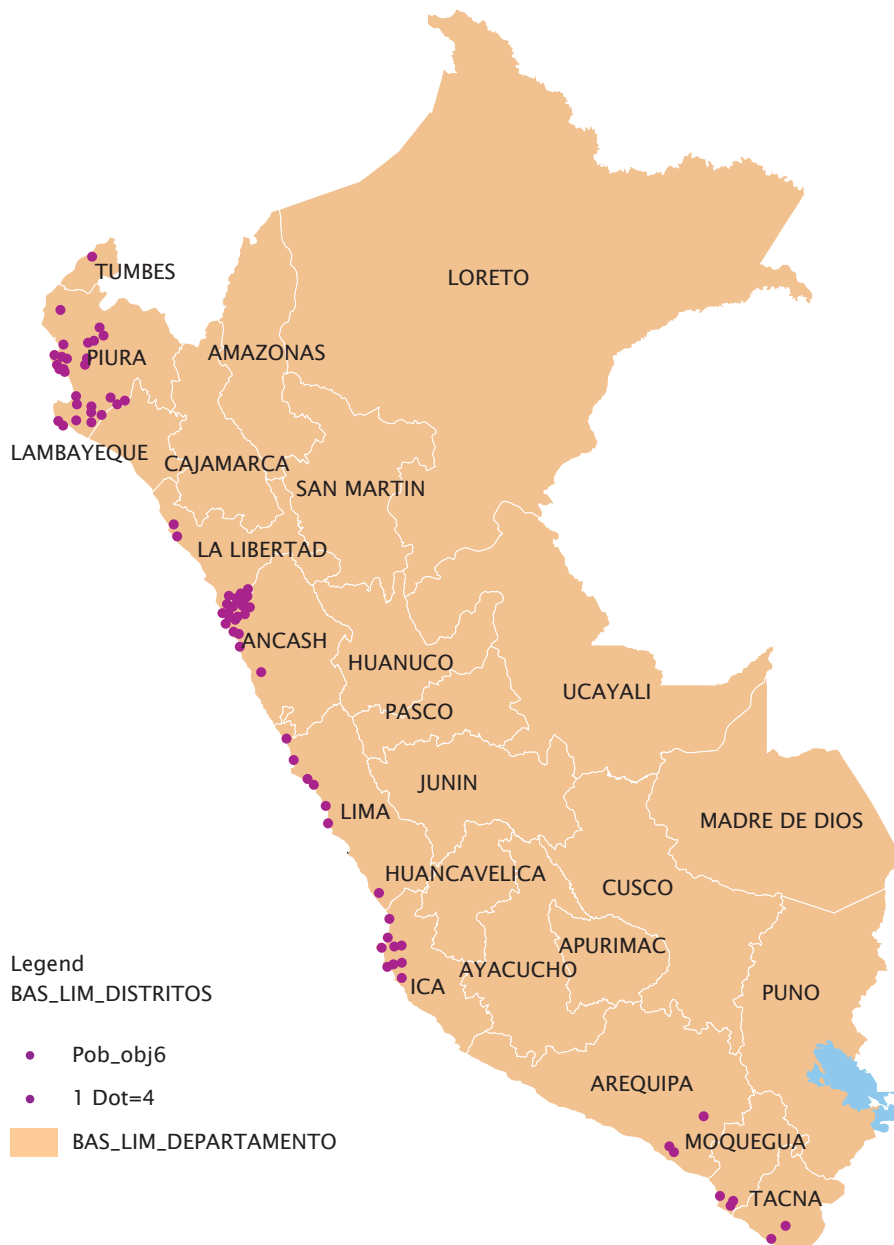 LORETO
TUMBES
AMAZONAS
PIURA
LAMBAYEQUE
CAJAMARCA
SAN MARTIN
LA LIBERTAD
ANCASH
HUANUCO
UCAYALI
PASCO
JUNIN
LIMA
MADRE DE DIOS
HUANCAVELICA
CUSCO
APURIMAC
AYACUCHO
ICA
PUNO
AREQUIPA
MOQUEGUA
TACNA
Legend
BAS_LIM_DISTRITOS
Pob_obj6
1 Dot=4
BAS_LIM_DEPARTAMENTO